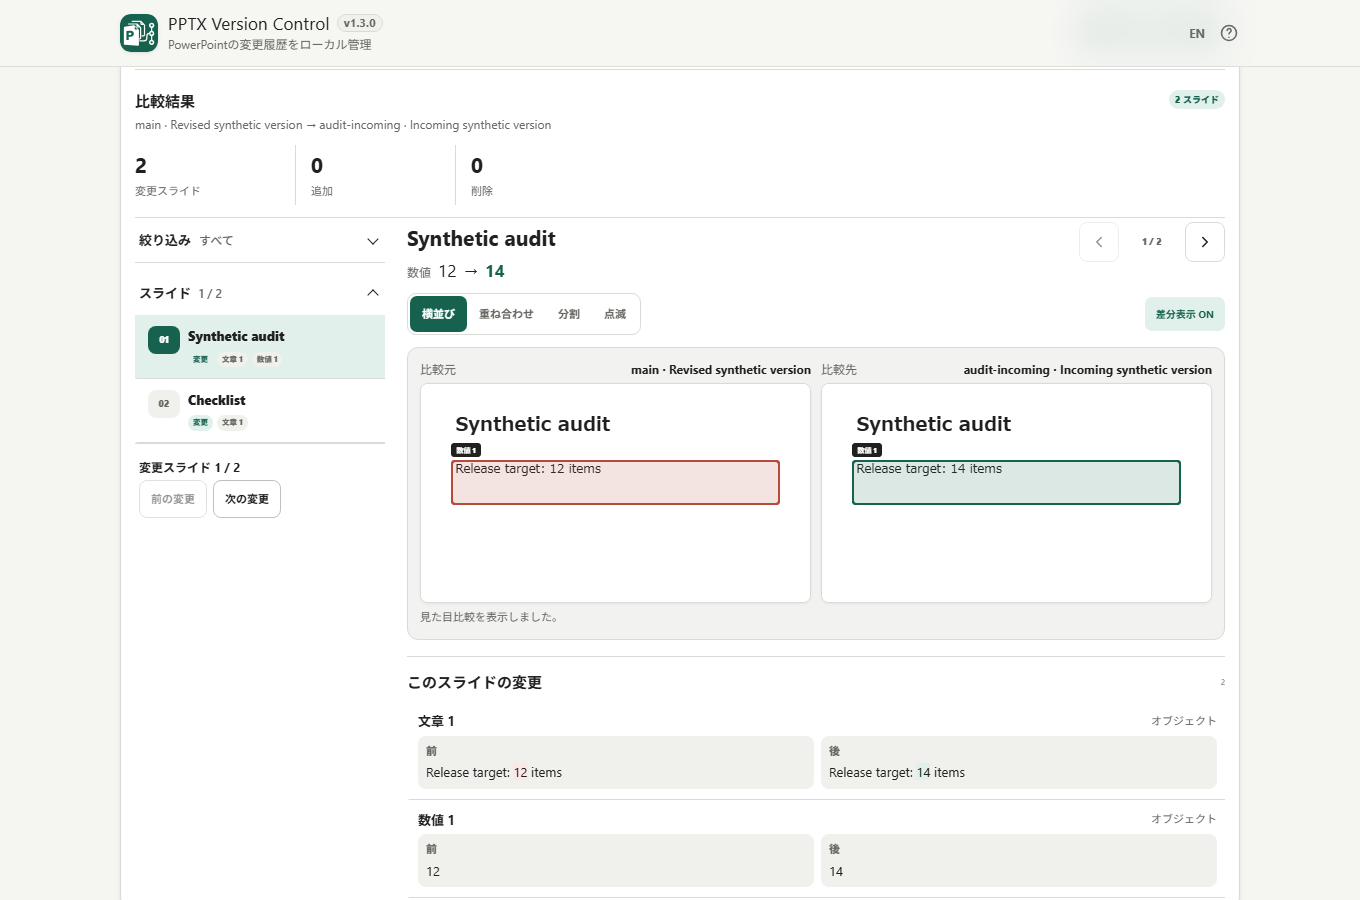 PPTX Version Control v1.3.0
PowerPointの変更履歴をローカル管理
EN
比較結果
2 スライド
main · Revised synthetic version → audit-incoming · Incoming synthetic version
2
変更スライド
0
追加
0
削除
絞り込み すべて
スライド 1 / 2
01
Synthetic audit
変更 文章 1 数値 1
02
Checklist
変更 文章 1
変更スライド 1 / 2
前の変更 次の変更
Synthetic audit
1 / 2
数値 12 → 14
横並び 重ね合わせ 分割 点滅
差分表示 ON
比較元 main · Revised synthetic version
Synthetic audit
数値 1
Release target: 12 items
比較先 audit-incoming · Incoming synthetic version
Synthetic audit
数値 1
Release target: 14 items
見た目比較を表示しました。
このスライドの変更
2
文章 1
オブジェクト
前
Release target: 12 items
後
Release target: 14 items
数値 1
オブジェクト
前
12
後
14